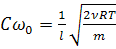 Cω₀ = 1/l √(2νRT/m)